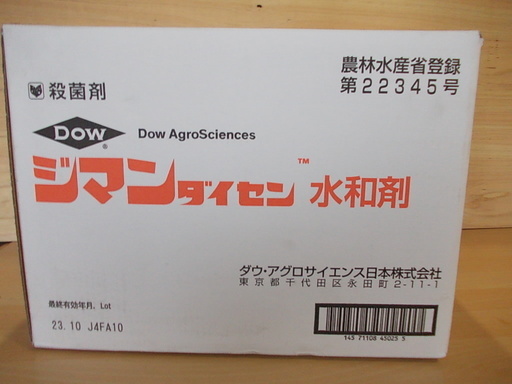 農林水産省登録
第22345号
殺菌剤
DOW
®
Dow AgroSciences
ジマンダイセン™ 水和剤
ダウ・アグロサイエンス日本株式会社
東京都千代田区永田町2-11-1
最終有効年月、Lot
23.10 J4FA10
14571108 45025 5